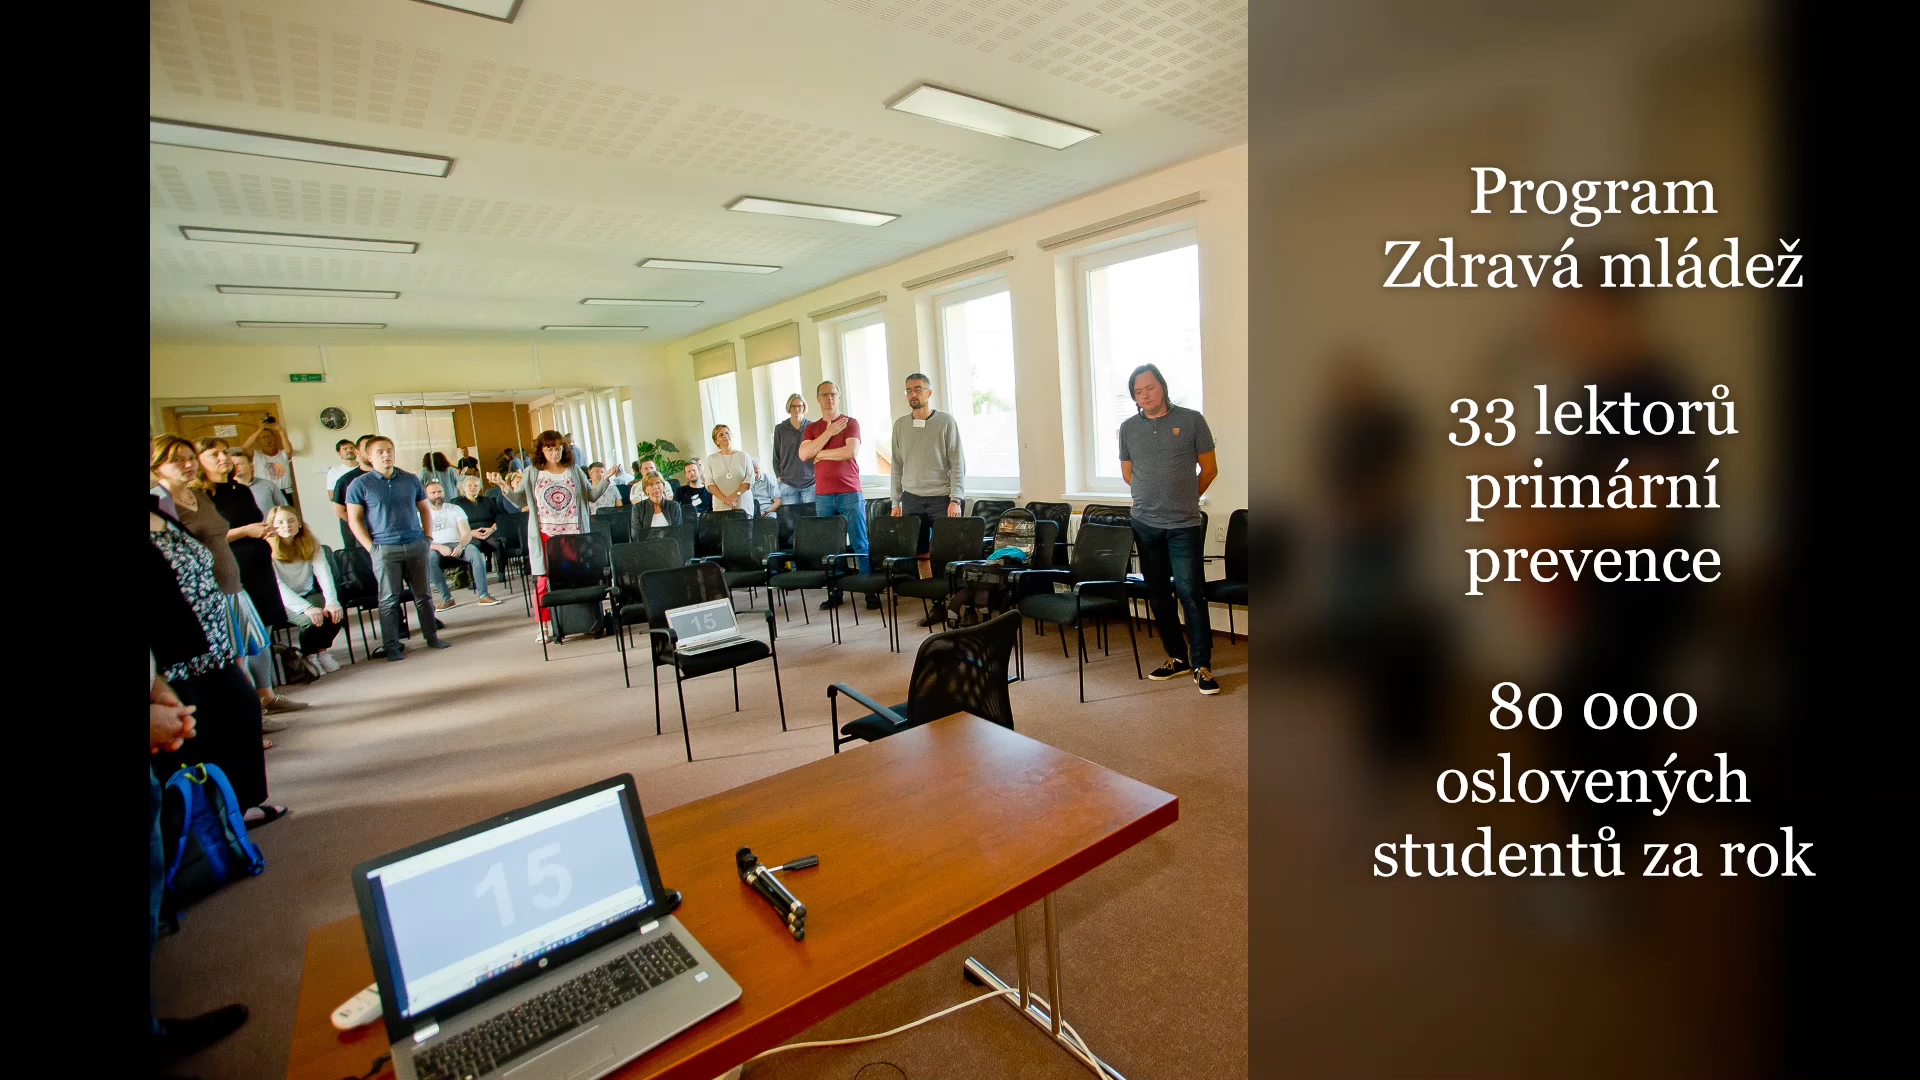 15
15
Program
Zdravá mládež
33 lektorů
primární
prevence
80 000
oslovených
studentů za rok